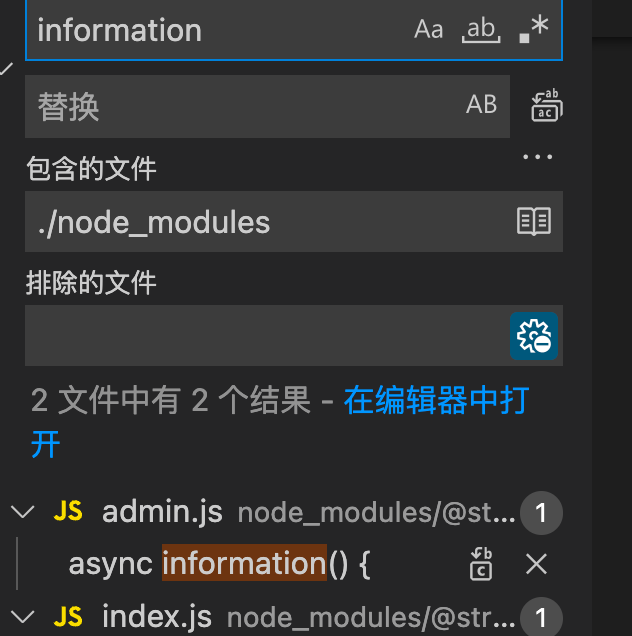 information Aa ab .*
替换 AB ab ac
包含的文件 ...
./node_modules
排除的文件
2 文件中有 2 个结果 - 在编辑器中打
开
JS admin.js node_modules/@st... 1
async information() { b c
JS index.js node_modules/@str... 1